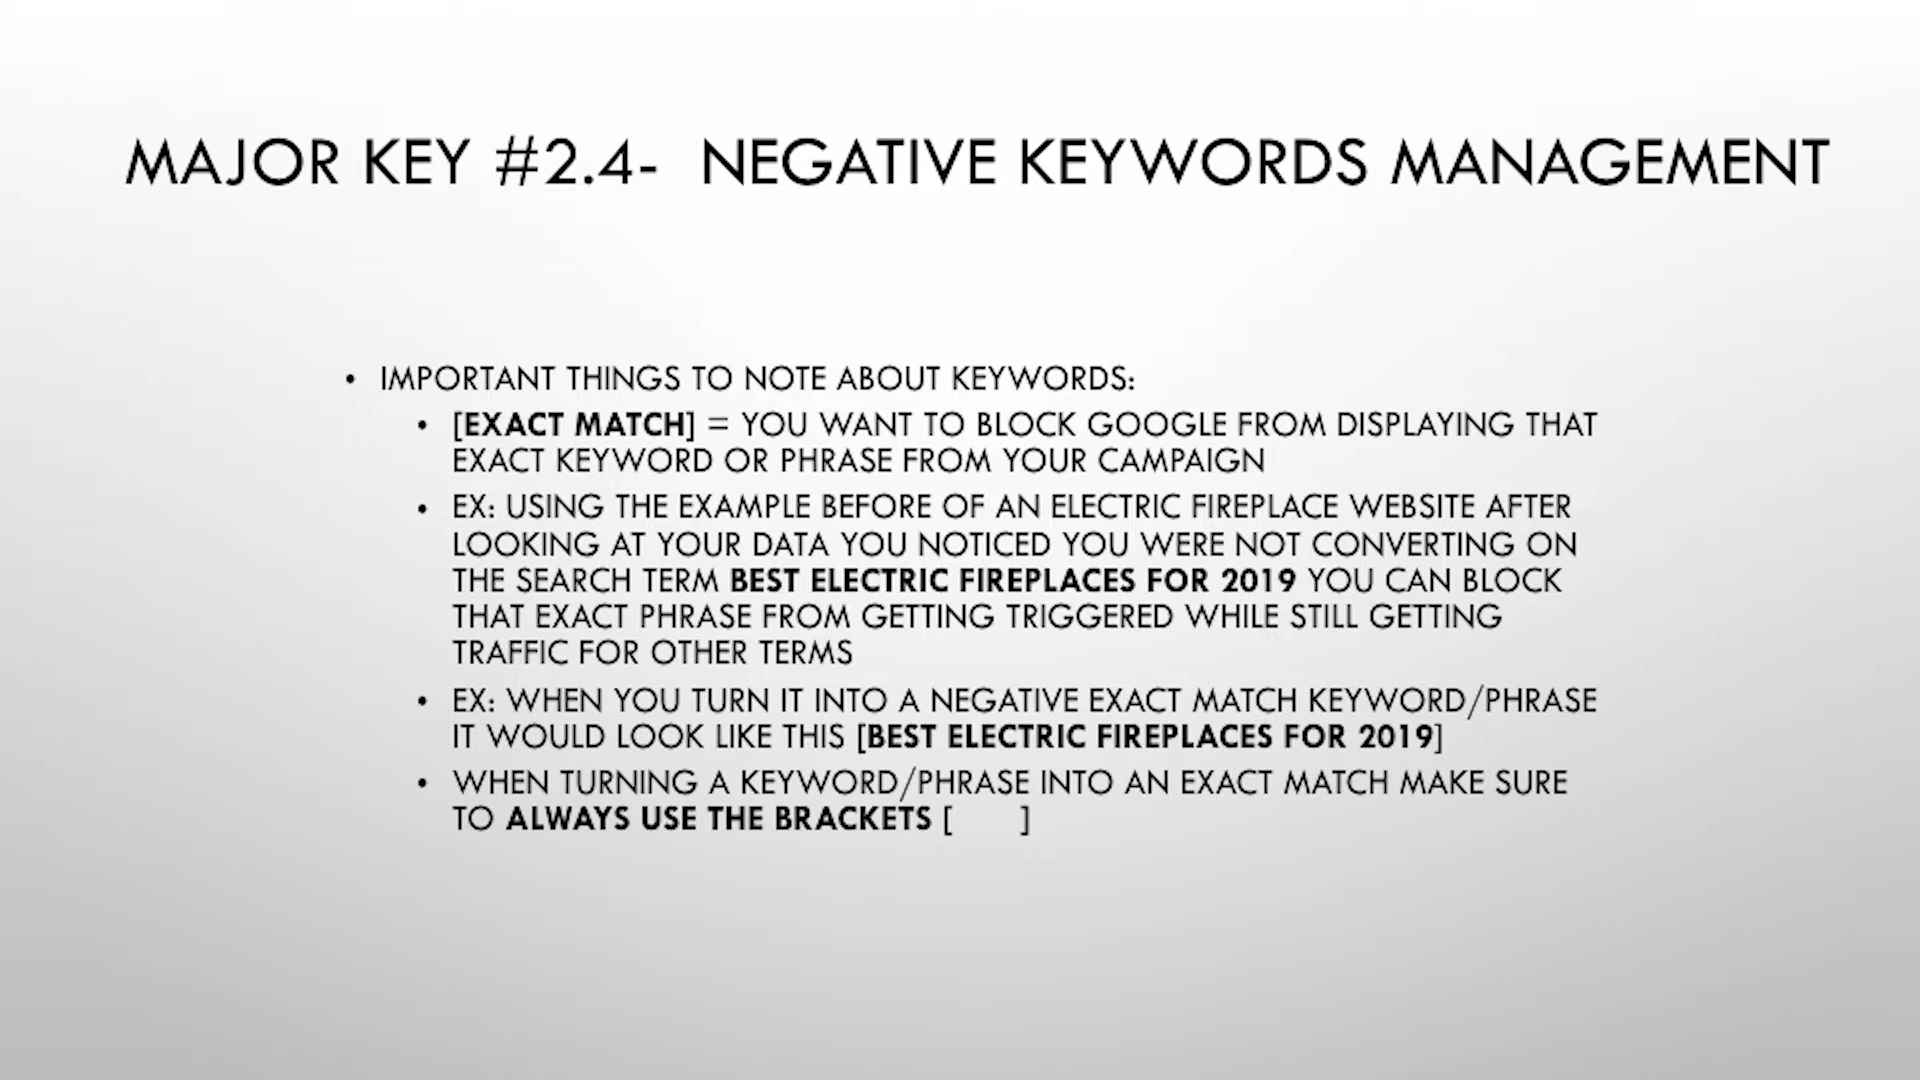 MAJOR KEY #2.4- NEGATIVE KEYWORDS MANAGEMENT
• IMPORTANT THINGS TO NOTE ABOUT KEYWORDS:
• [EXACT MATCH] = YOU WANT TO BLOCK GOOGLE FROM DISPLAYING THAT
EXACT KEYWORD OR PHRASE FROM YOUR CAMPAIGN
• EX: USING THE EXAMPLE BEFORE OF AN ELECTRIC FIREPLACE WEBSITE AFTER
LOOKING AT YOUR DATA YOU NOTICED YOU WERE NOT CONVERTING ON
THE SEARCH TERM BEST ELECTRIC FIREPLACES FOR 2019 YOU CAN BLOCK
THAT EXACT PHRASE FROM GETTING TRIGGERED WHILE STILL GETTING
TRAFFIC FOR OTHER TERMS
• EX: WHEN YOU TURN IT INTO A NEGATIVE EXACT MATCH KEYWORD/PHRASE
IT WOULD LOOK LIKE THIS [BEST ELECTRIC FIREPLACES FOR 2019]
• WHEN TURNING A KEYWORD/PHRASE INTO AN EXACT MATCH MAKE SURE
TO ALWAYS USE THE BRACKETS [ ]